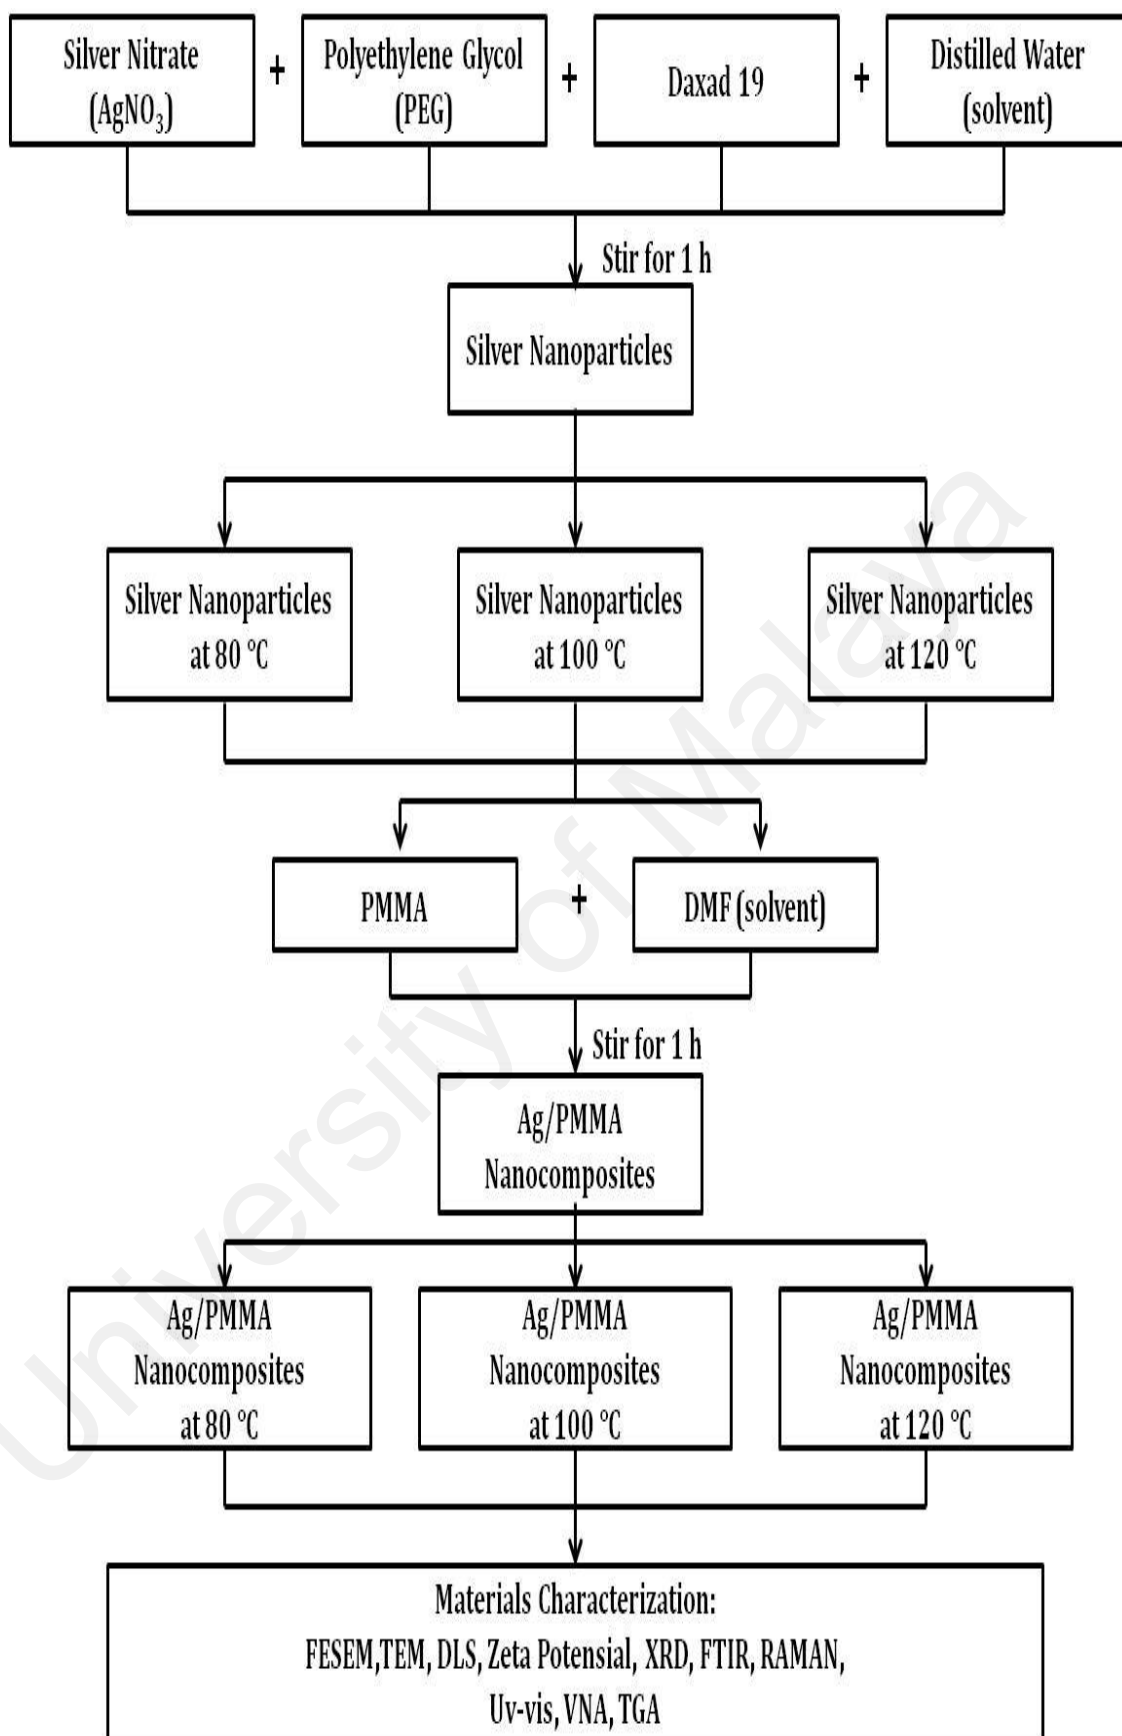 Silver Nitrate
(AgNO₃)
+
Polyethylene Glycol
(PEG)
+
Daxad 19
+
Distilled Water
(solvent)
Stir for 1 h
Silver Nanoparticles
Silver Nanoparticles
at 80 °C
Silver Nanoparticles
at 100 °C
Silver Nanoparticles
at 120 °C
PMMA
+
DMF (solvent)
Stir for 1 h
Ag/PMMA
Nanocomposites
Ag/PMMA
Nanocomposites
at 80 °C
Ag/PMMA
Nanocomposites
at 100 °C
Ag/PMMA
Nanocomposites
at 120 °C
Materials Characterization:
FESEM,TEM, DLS, Zeta Potensial, XRD, FTIR, RAMAN,
Uv-vis, VNA, TGA
University of Malaya